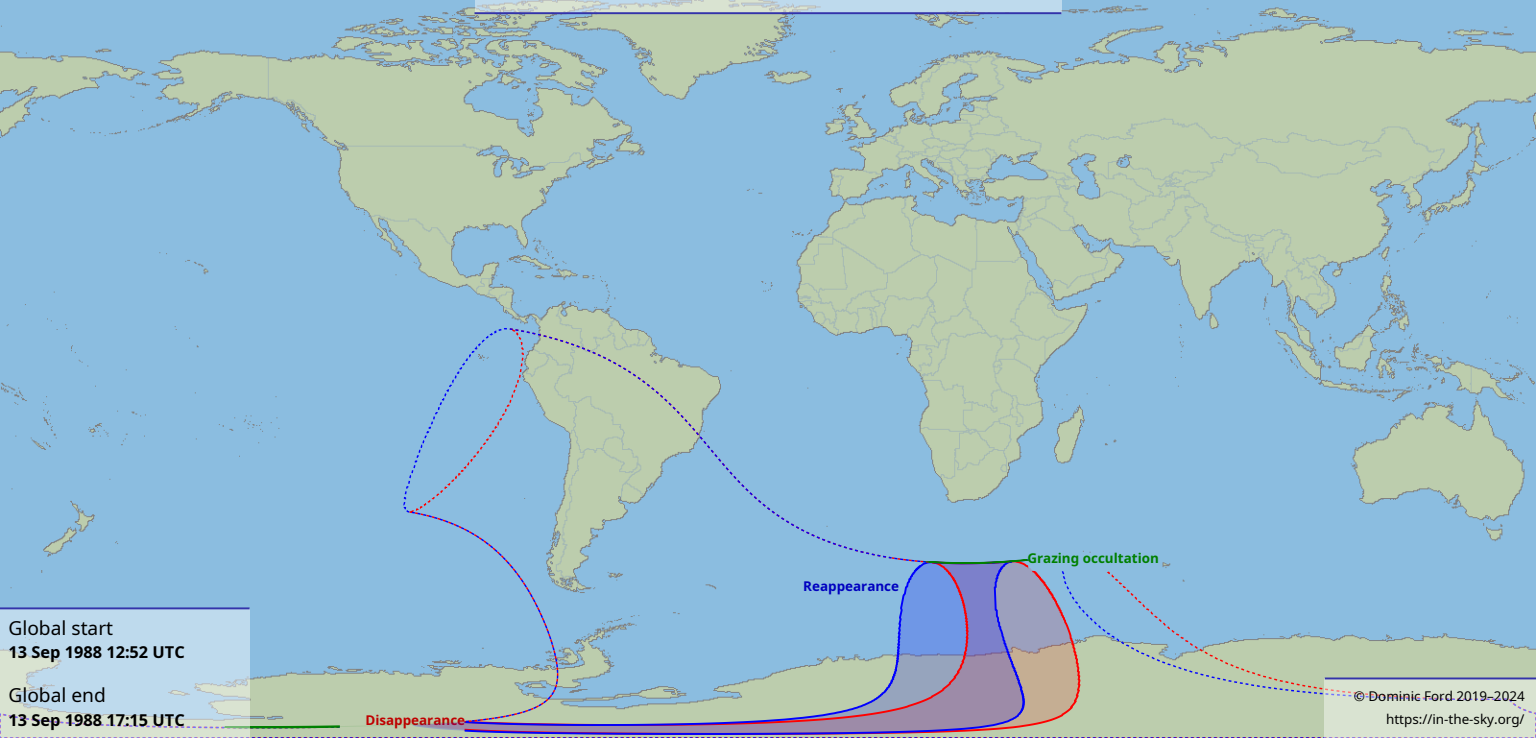 Grazing occultation
Reappearance
Global start
13 Sep 1988 12:52 UTC
Global end
13 Sep 1988 17:15 UTC
Disappearance
© Dominic Ford 2019–2024
https://in-the-sky.org/